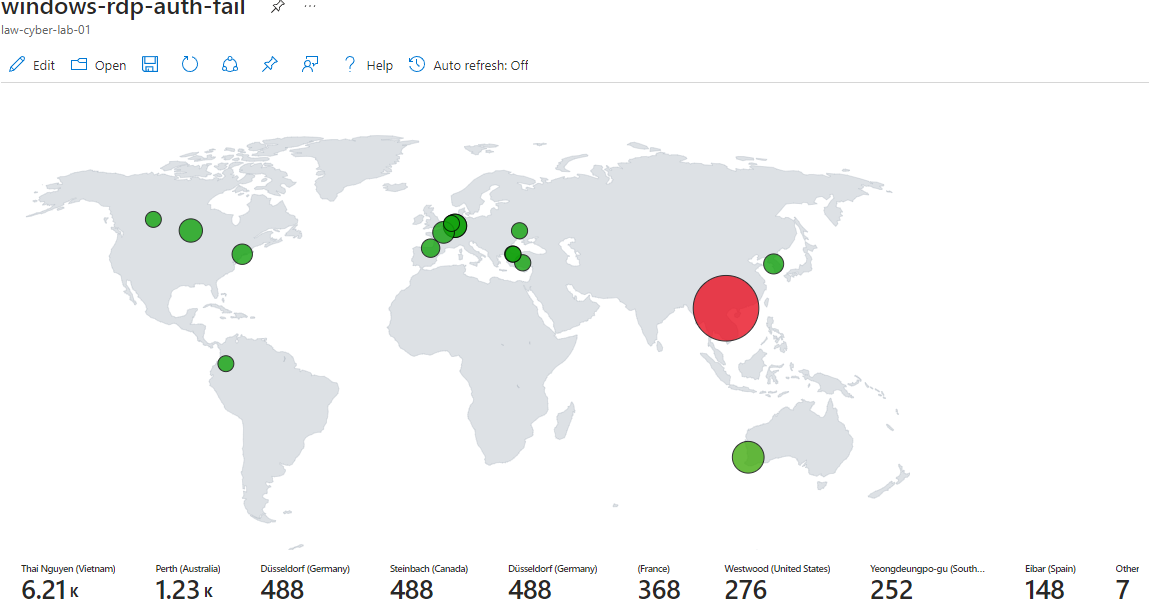 windows-rdp-auth-fail ...
law-cyber-lab-01
Edit Open Help Auto refresh: Off
Thai Nguyen (Vietnam) Perth (Australia) Düsseldorf (Germany) Steinbach (Canada) Düsseldorf (Germany) (France) Westwood (United States) Yeongdeungpo-gu (South... Eibar (Spain) Other
6.21 K 1.23 K 488 488 488 368 276 252 148 7